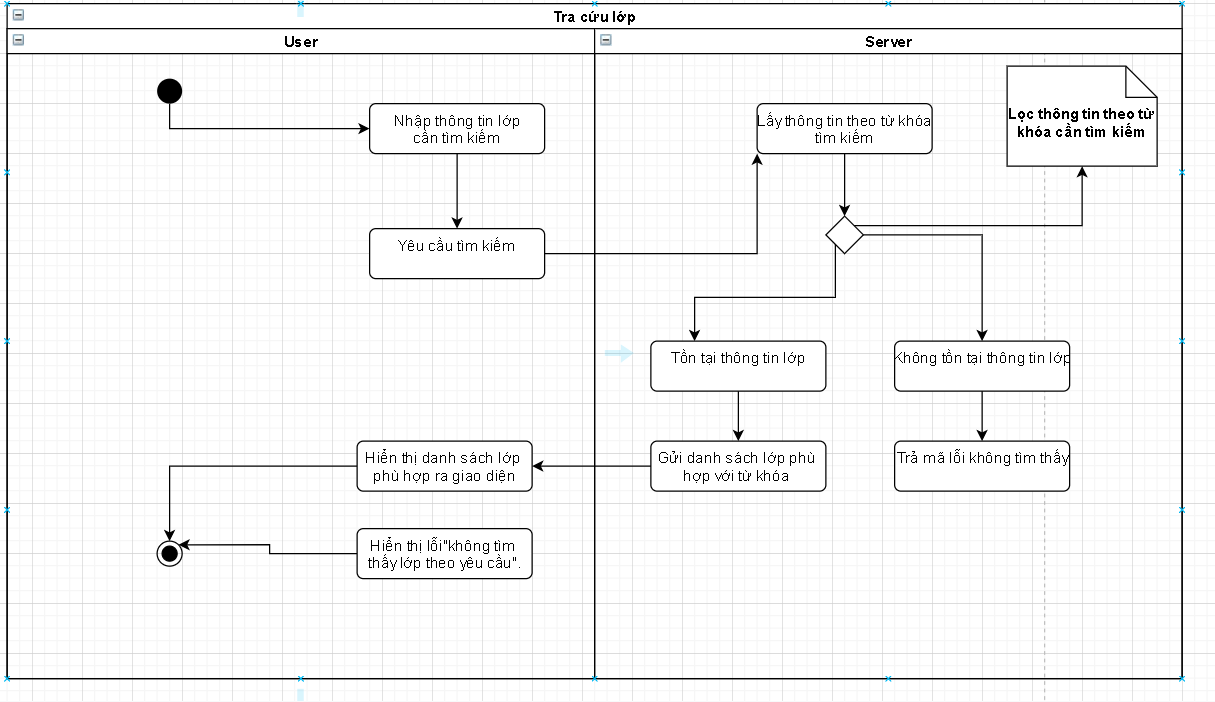 Tra cứu lớp
User
Server
Nhập thông tin lớp
cần tìm kiếm
Yêu cầu tìm kiếm
Lấy thông tin theo từ khóa
tìm kiếm
Lọc thông tin theo từ
khóa cần tìm kiếm
Tồn tại thông tin lớp
Không tồn tại thông tin lớp
Gửi danh sách lớp phù
hợp với từ khóa
Trả mã lỗi không tìm thấy
Hiển thị danh sách lớp
phù hợp ra giao diện
Hiển thị lỗi"không tìm
thấy lớp theo yêu cầu".